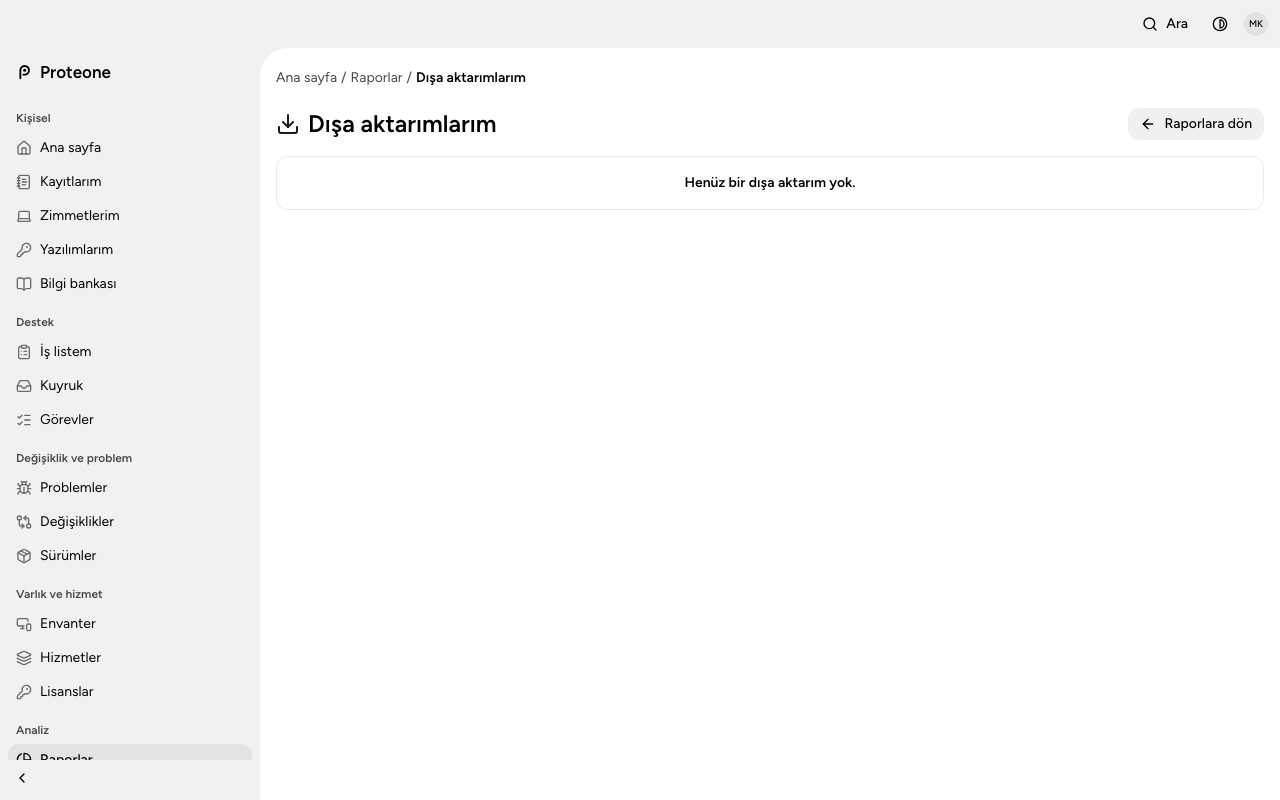 Ara
MK
Proteone
Kişisel
Ana sayfa
Kayıtlarım
Zimmetlerim
Yazılımlarım
Bilgi bankası
Destek
İş listem
Kuyruk
Görevler
Değişiklik ve problem
Problemler
Değişiklikler
Sürümler
Varlık ve hizmet
Envanter
Hizmetler
Lisanslar
Analiz
Raporlar
Ana sayfa / Raporlar / Dışa aktarımlarım
Dışa aktarımlarım
Raporlara dön
Henüz bir dışa aktarım yok.